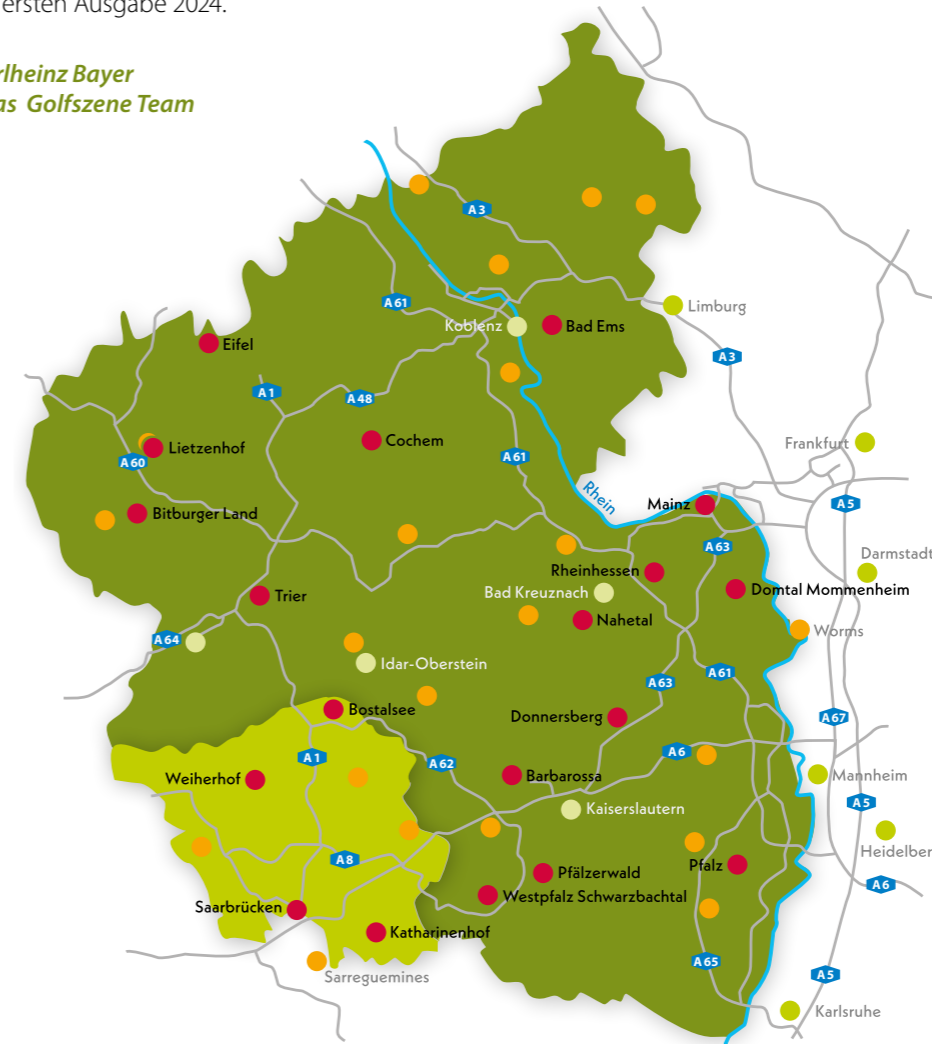 ersten Ausgabe 2024.
rlheinz Bayer
as Golfszene Team
A3
A61
Limburg
Koblenz
Bad Ems
Eifel
A3
A1
A48
Cochem
Frankfurt
Lietzenhof
A60
A61
Rhein
Mainz
A5
Bitburger Land
A63
Darmstadt
Rheinhessen
Bad Kreuznach
Domtal Mommenheim
Trier
Nahetal
Worms
A64
Idar-Oberstein
A63
A61
Bostalsee
Donnersberg
A67
A1
A62
A6
Weiherhof
Barbarossa
Mannheim
Kaiserslautern
A5
Heidelber
A8
Pfalz
Pfälzerwald
A6
Westpfalz Schwarzbachtal
Saarbrücken
Katharinenhof
A65
Sarreguemines
A5
Karlsruhe